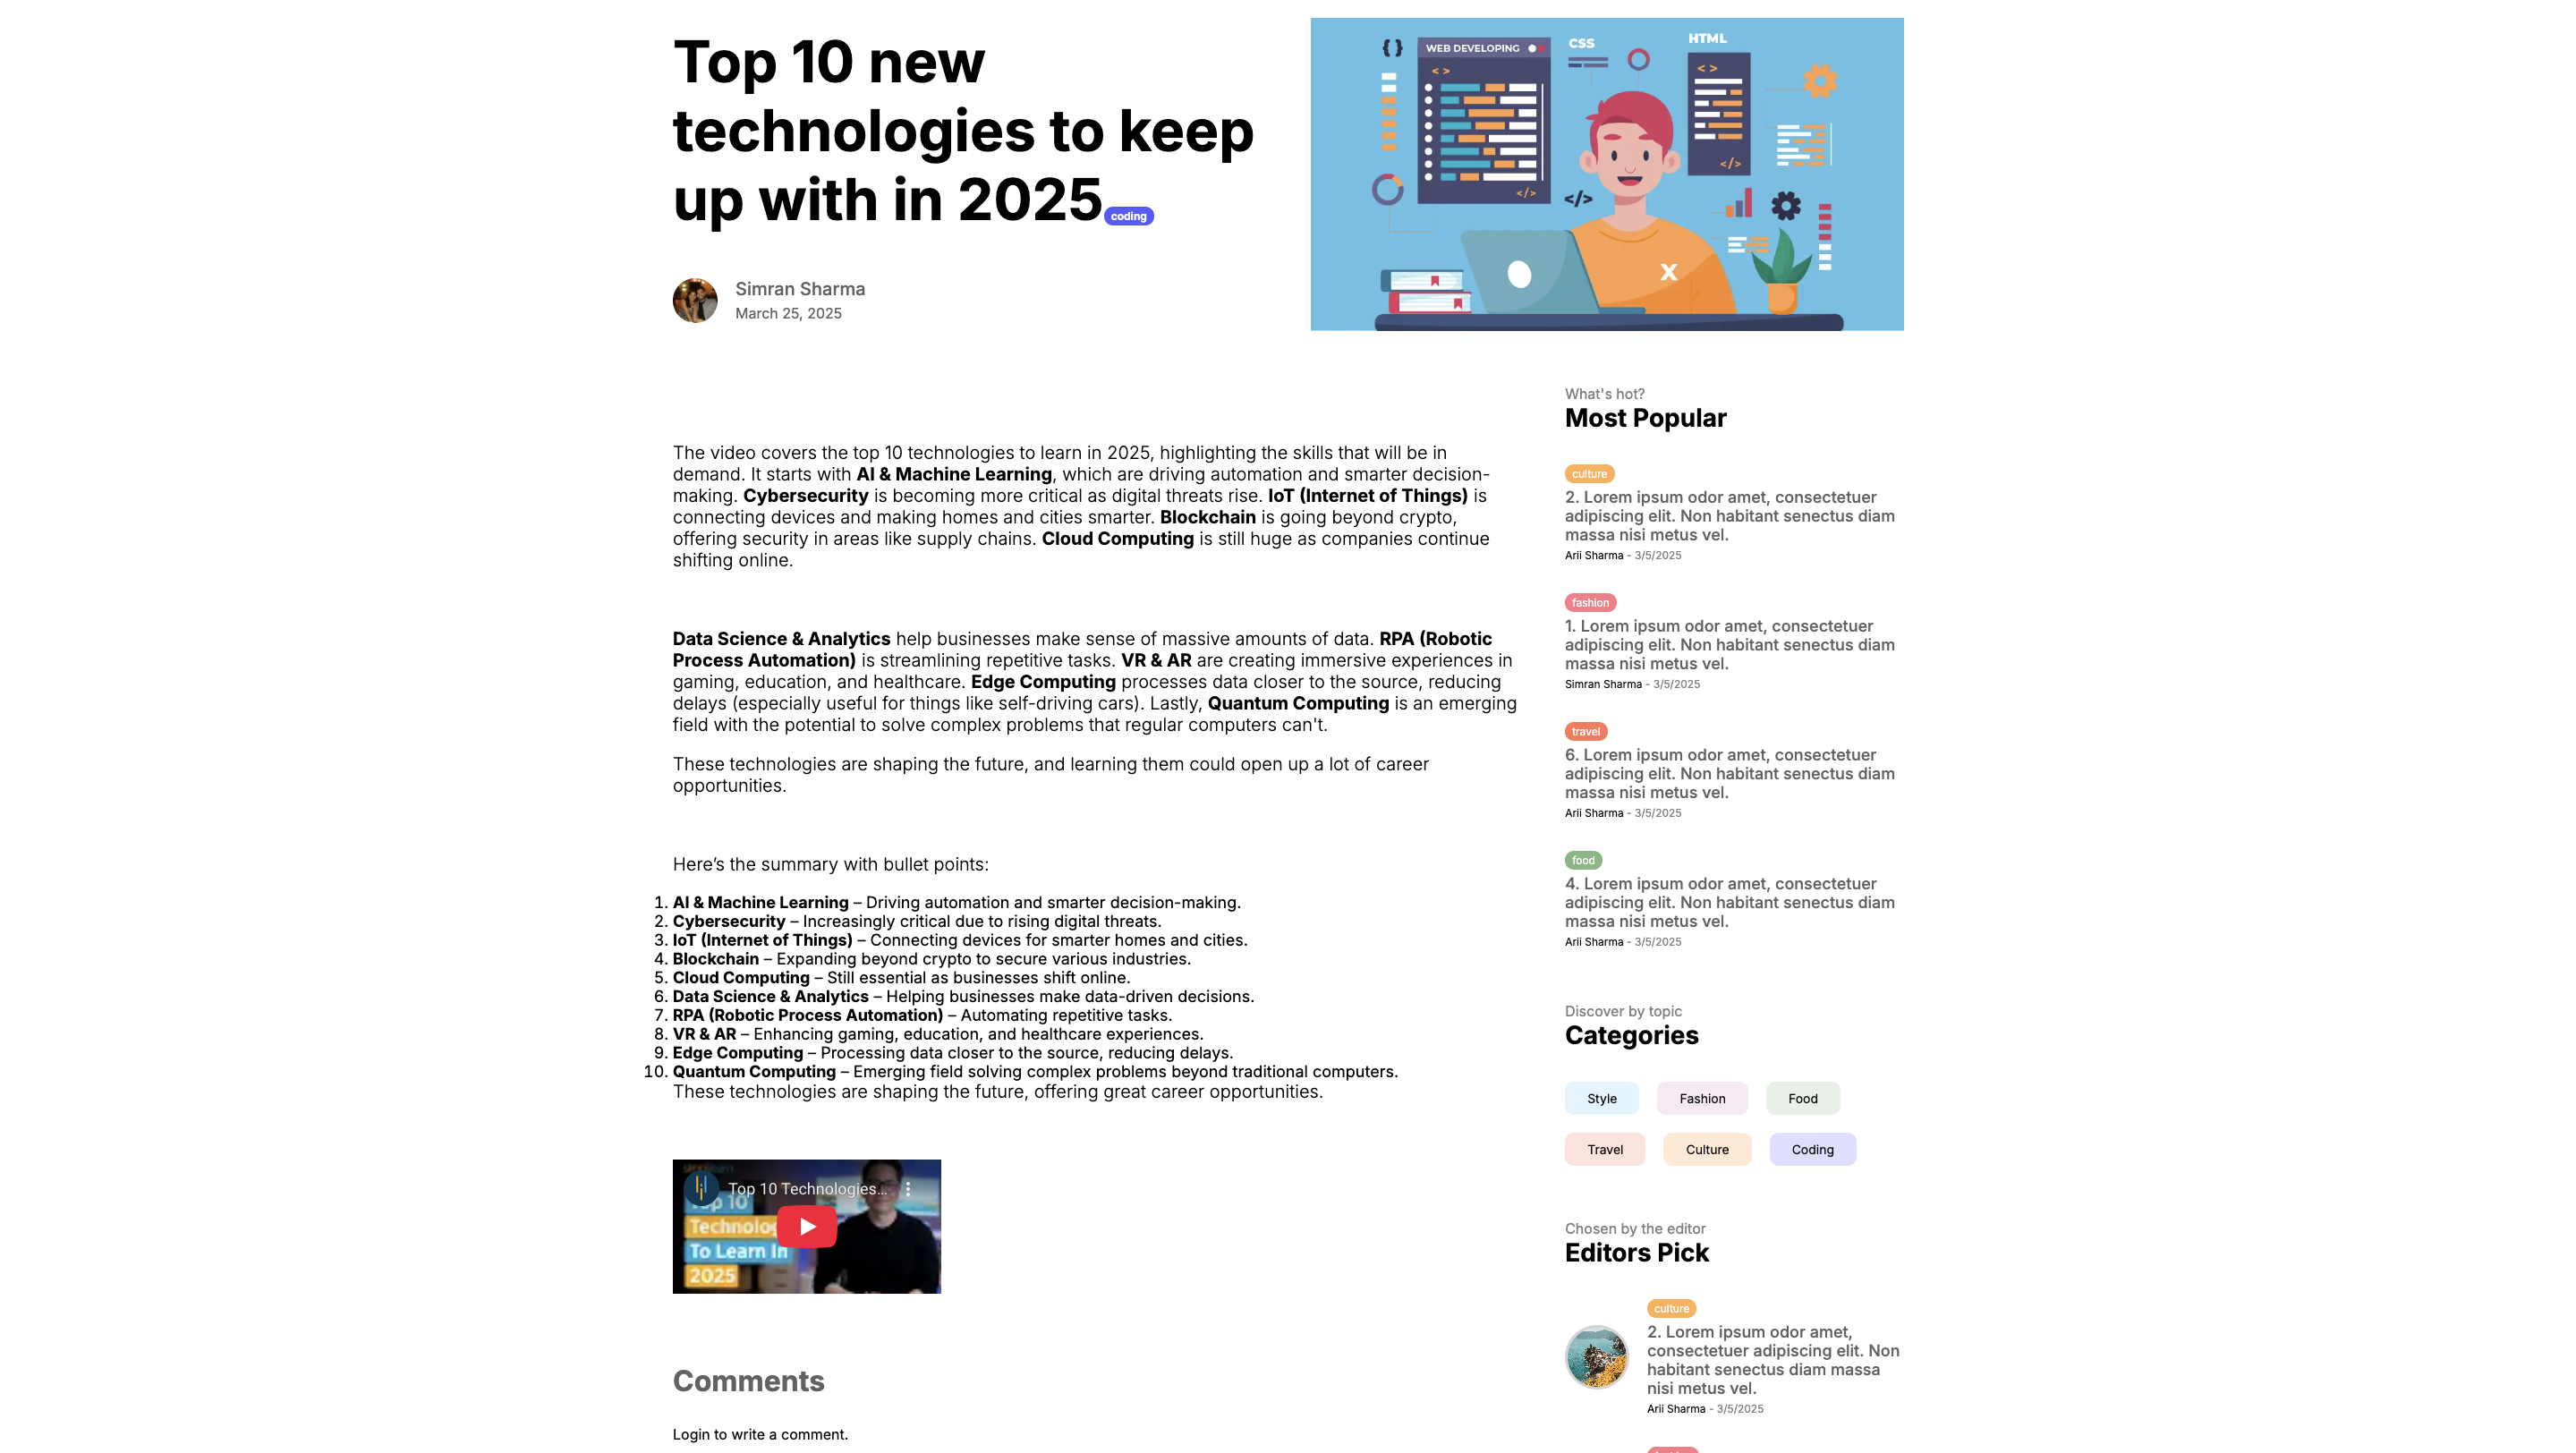 Top 10 new
technologies to keep
up with in 2025
coding
Simran Sharma
March 25, 2025
{ }
WEB DEVELOPING
< >
</>
CSS
HTML
< >
</>
</>
X
The video covers the top 10 technologies to learn in 2025, highlighting the skills that will be in
demand. It starts with AI & Machine Learning, which are driving automation and smarter decision-
making. Cybersecurity is becoming more critical as digital threats rise. IoT (Internet of Things) is
connecting devices and making homes and cities smarter. Blockchain is going beyond crypto,
offering security in areas like supply chains. Cloud Computing is still huge as companies continue
shifting online.
Data Science & Analytics help businesses make sense of massive amounts of data. RPA (Robotic
Process Automation) is streamlining repetitive tasks. VR & AR are creating immersive experiences in
gaming, education, and healthcare. Edge Computing processes data closer to the source, reducing
delays (especially useful for things like self-driving cars). Lastly, Quantum Computing is an emerging
field with the potential to solve complex problems that regular computers can't.
These technologies are shaping the future, and learning them could open up a lot of career
opportunities.
Here’s the summary with bullet points:
1. AI & Machine Learning – Driving automation and smarter decision-making.
2. Cybersecurity – Increasingly critical due to rising digital threats.
3. IoT (Internet of Things) – Connecting devices for smarter homes and cities.
4. Blockchain – Expanding beyond crypto to secure various industries.
5. Cloud Computing – Still essential as businesses shift online.
6. Data Science & Analytics – Helping businesses make data-driven decisions.
7. RPA (Robotic Process Automation) – Automating repetitive tasks.
8. VR & AR – Enhancing gaming, education, and healthcare experiences.
9. Edge Computing – Processing data closer to the source, reducing delays.
10. Quantum Computing – Emerging field solving complex problems beyond traditional computers.
These technologies are shaping the future, offering great career opportunities.
Top 10 Technologies...
Top 10
To Learn In
2025
Comments
Login to write a comment.
What's hot?
Most Popular
culture
2. Lorem ipsum odor amet, consectetuer
adipiscing elit. Non habitant senectus diam
massa nisi metus vel.
Arii Sharma - 3/5/2025
fashion
1. Lorem ipsum odor amet, consectetuer
adipiscing elit. Non habitant senectus diam
massa nisi metus vel.
Simran Sharma - 3/5/2025
travel
6. Lorem ipsum odor amet, consectetuer
adipiscing elit. Non habitant senectus diam
massa nisi metus vel.
Arii Sharma - 3/5/2025
food
4. Lorem ipsum odor amet, consectetuer
adipiscing elit. Non habitant senectus diam
massa nisi metus vel.
Arii Sharma - 3/5/2025
Discover by topic
Categories
Style
Fashion
Food
Travel
Culture
Coding
Chosen by the editor
Editors Pick
culture
2. Lorem ipsum odor amet,
consectetuer adipiscing elit. Non
habitant senectus diam massa
nisi metus vel.
Arii Sharma - 3/5/2025